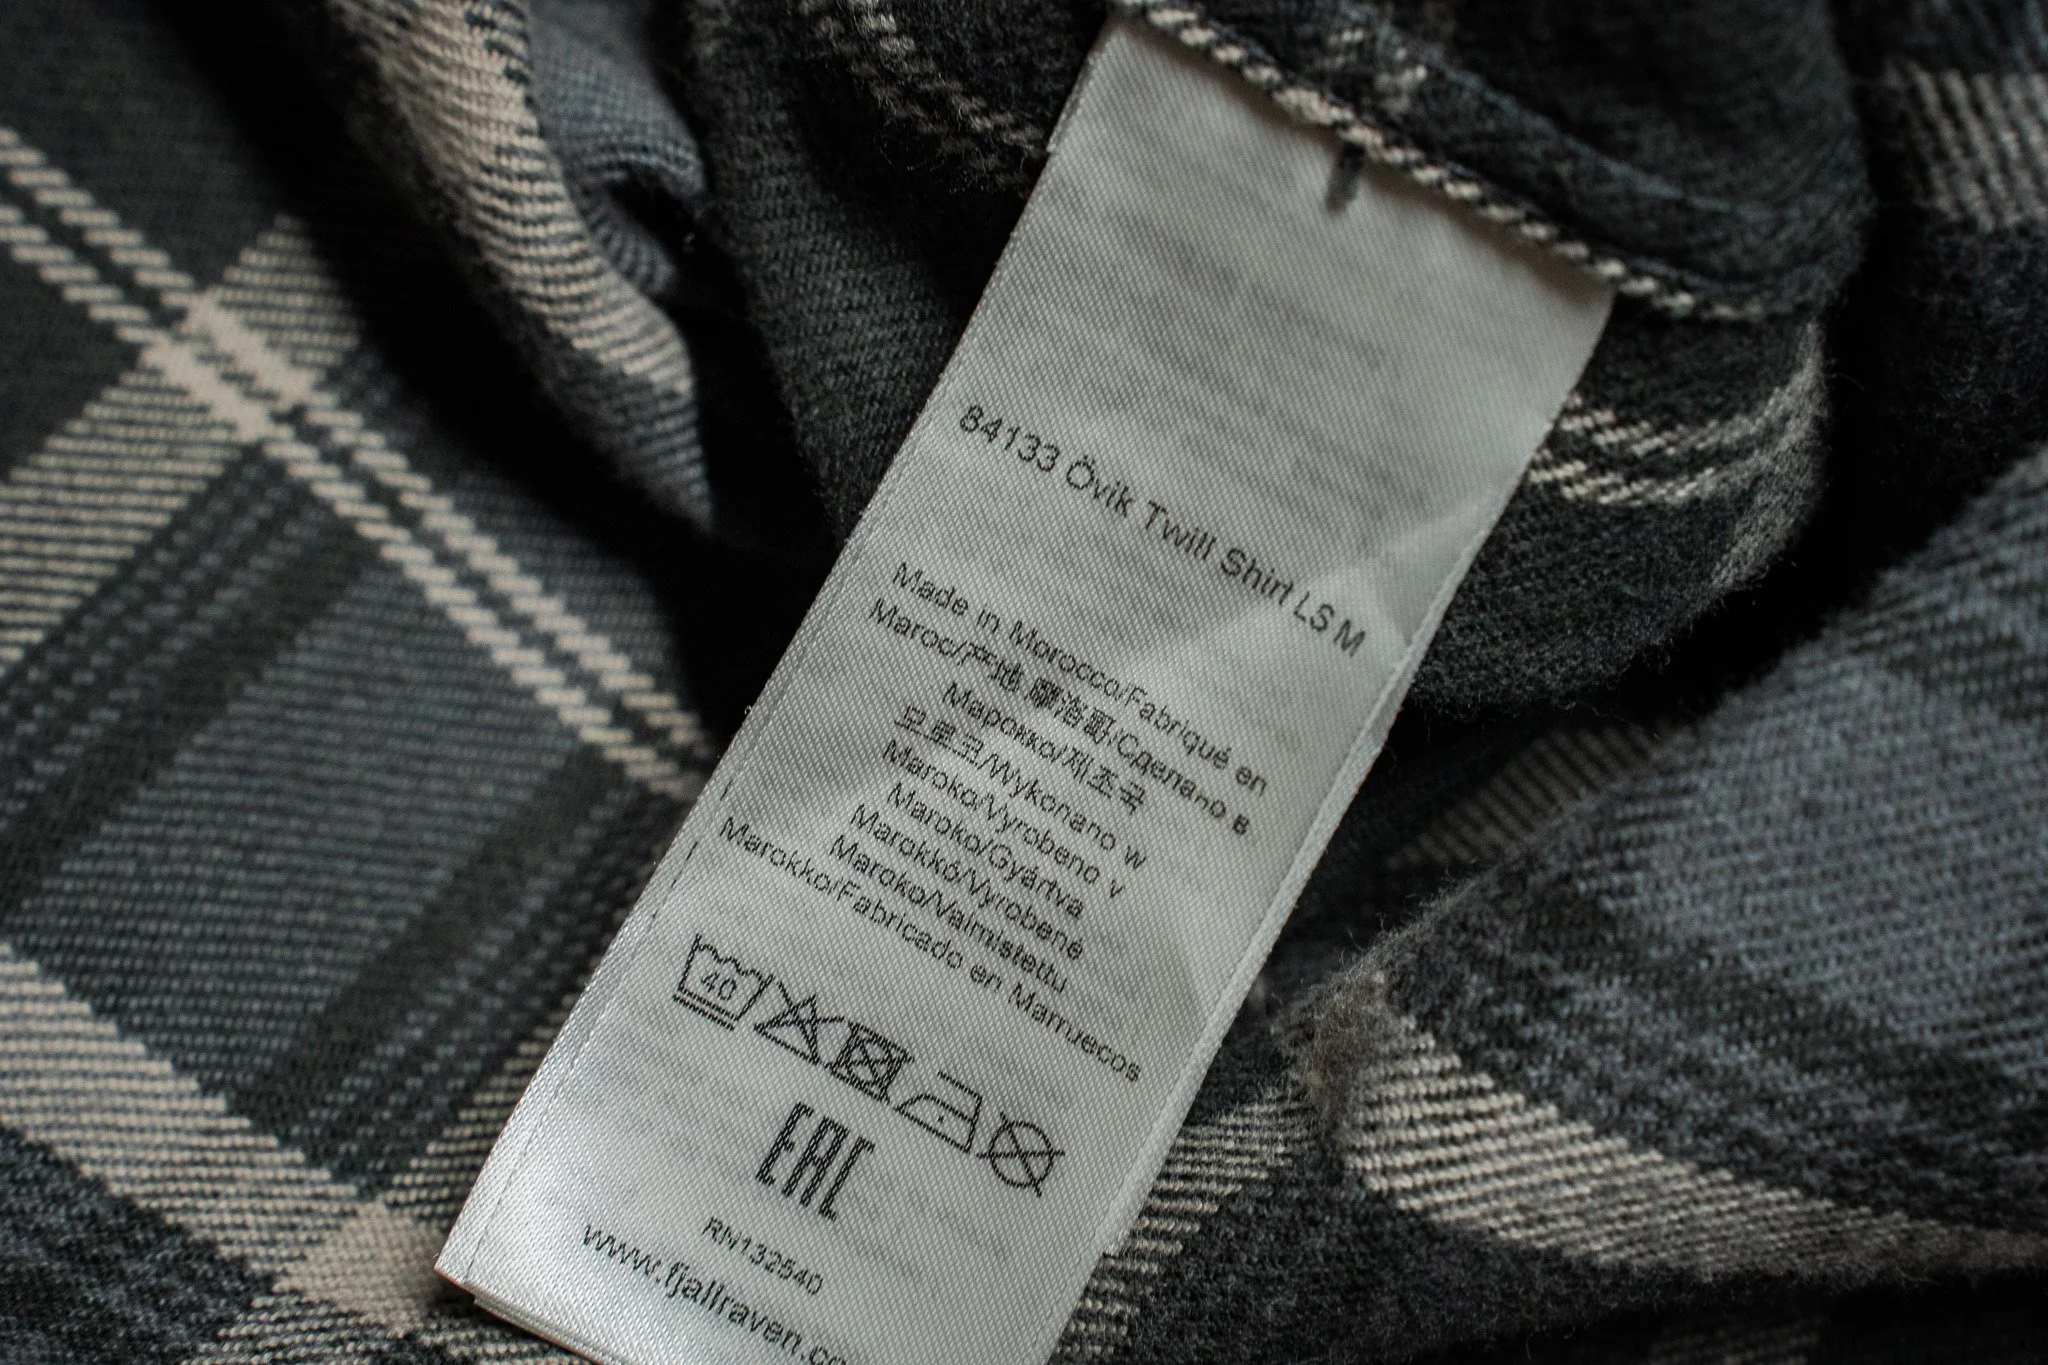 84133 Övik Twill Shirt LS M
Made in Morocco/Fabriqué en
Maroc/产地摩洛哥/Сделано в
Марокко/제조국
모로코/Wykonano w
Maroko/Vyrobeno v
Maroko/Gyártva
Marokkó/Vyrobené
Maroko/Valmistettu
Marokko/Fabricado en Marruecos
40
EAC
RN132540
www.fjallraven.co